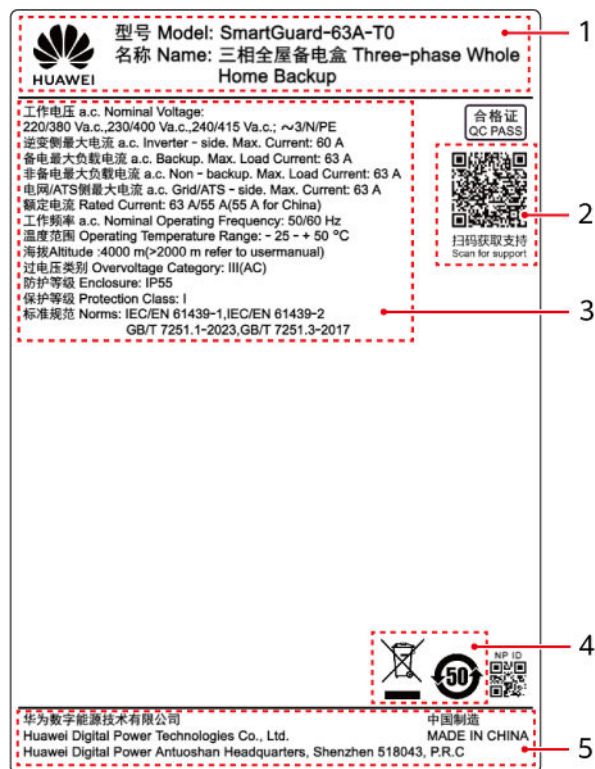 HUAWEI
型号 Model: SmartGuard-63A-T0
名称 Name: 三相全屋备电盒 Three-phase Whole
Home Backup
1
工作电压 a.c. Nominal Voltage:
220/380 Va.c.,230/400 Va.c.,240/415 Va.c.; ～3/N/PE
逆变侧最大电流 a.c. Inverter - side. Max. Current: 60 A
备电最大负载电流 a.c. Backup. Max. Load Current: 63 A
非备电最大负载电流 a.c. Non - backup. Max. Load Current: 63 A
电网/ATS侧最大电流 a.c. Grid/ATS - side. Max. Current: 63 A
额定电流 Rated Current: 63 A/55 A(55 A for China)
工作频率 a.c. Nominal Operating Frequency: 50/60 Hz
温度范围 Operating Temperature Range: - 25 - + 50 °C
海拔Altitude :4000 m(>2000 m refer to usermanual)
过电压类别 Overvoltage Category: III(AC)
防护等级 Enclosure: IP55
保护等级 Protection Class: I
标准规范 Norms: IEC/EN 61439-1,IEC/EN 61439-2
GB/T 7251.1-2023,GB/T 7251.3-2017
3
合格证
QC PASS
2
扫码获取支持
Scan for support
4
50
NP ID
华为数字能源技术有限公司
中国制造
Huawei Digital Power Technologies Co., Ltd.
MADE IN CHINA
Huawei Digital Power Antuoshan Headquarters, Shenzhen 518043, P.R.C
5